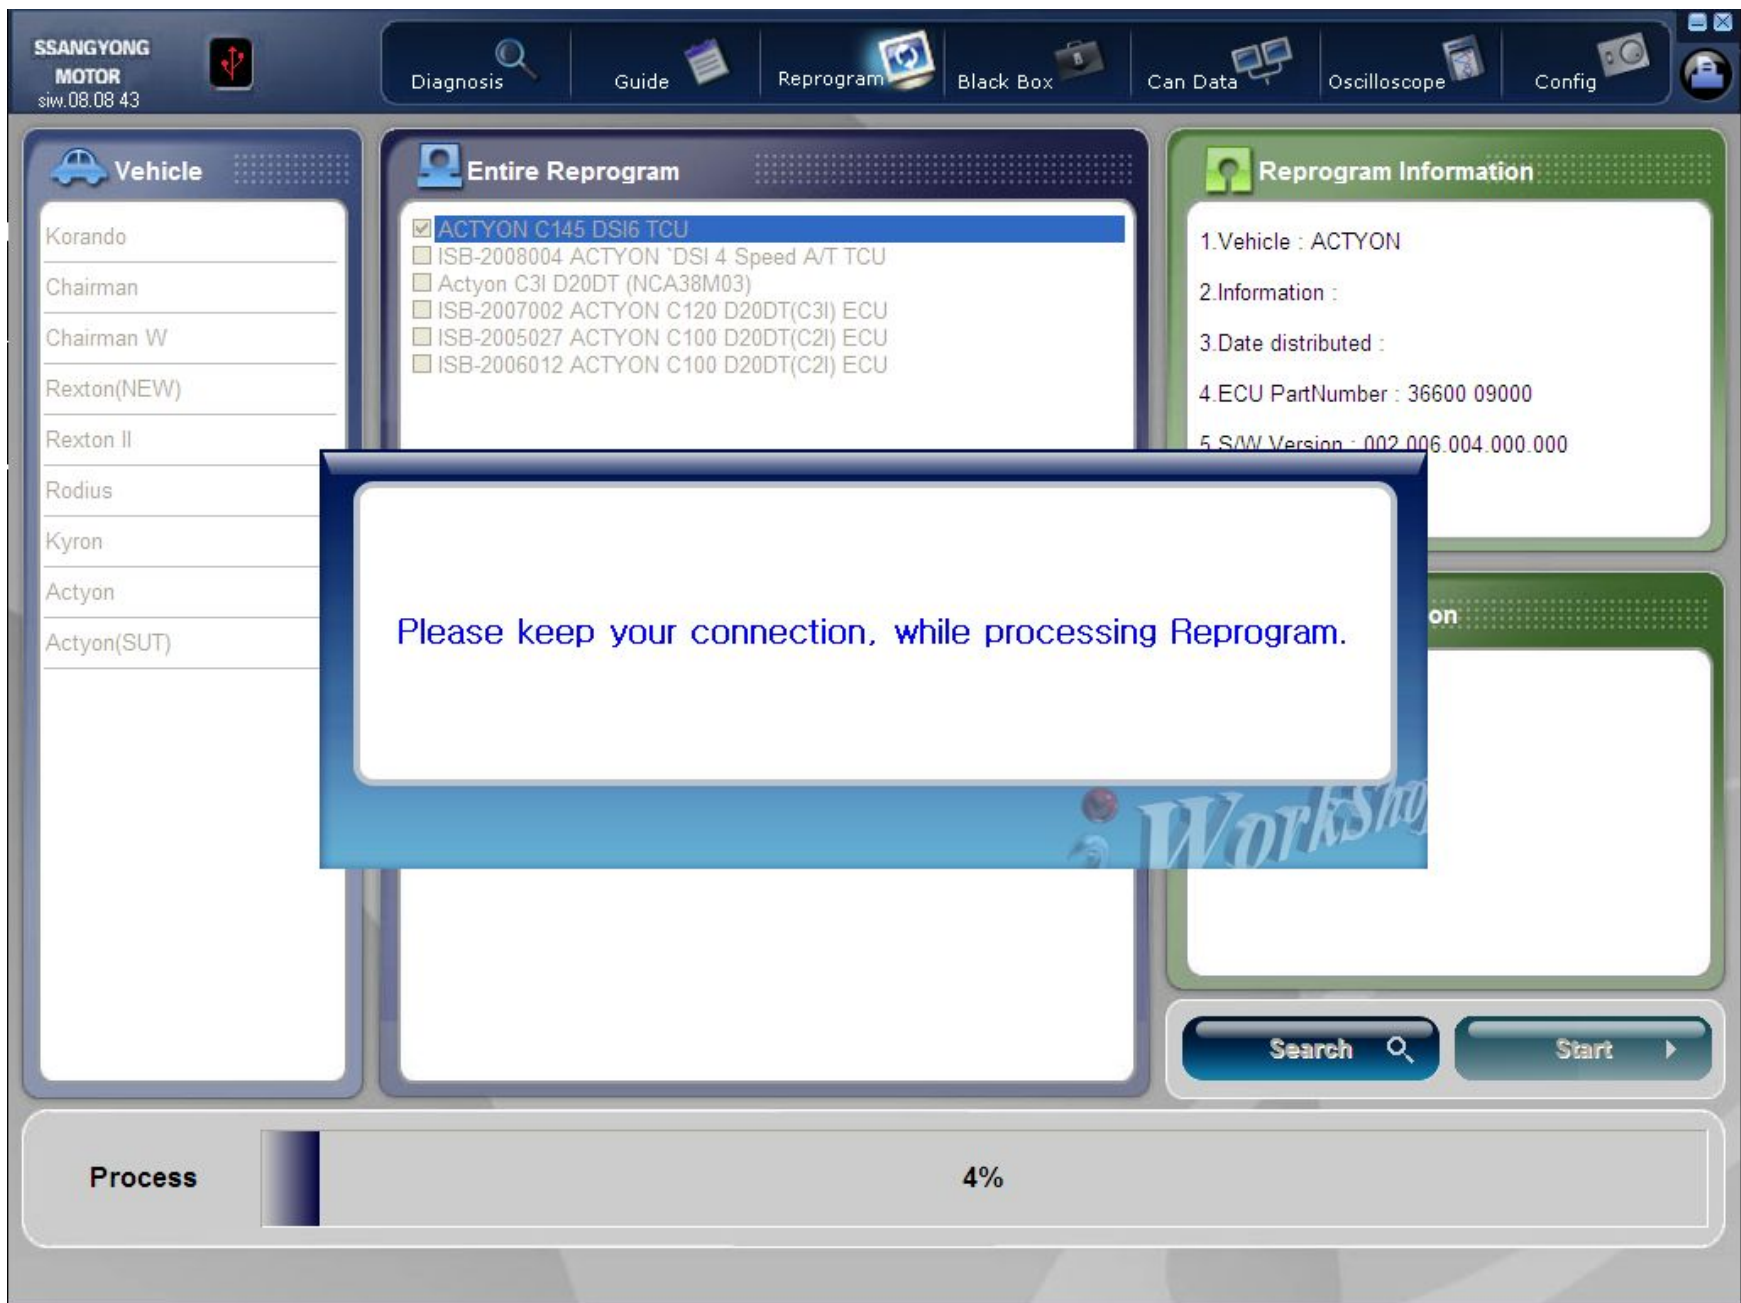 SSANGYONG
MOTOR
siw.08.08 43
Diagnosis
Guide
Reprogram
Black Box
Can Data
Oscilloscope
Config
Vehicle
Korando
Chairman
Chairman W
Rexton(NEW)
Rexton II
Rodius
Kyron
Actyon
Actyon(SUT)
Entire Reprogram
ACTYON C145 DSI6 TCU
ISB-2008004 ACTYON `DSI 4 Speed A/T TCU
Actyon C3I D20DT (NCA38M03)
ISB-2007002 ACTYON C120 D20DT(C3I) ECU
ISB-2005027 ACTYON C100 D20DT(C2I) ECU
ISB-2006012 ACTYON C100 D20DT(C2I) ECU
Reprogram Information
1.Vehicle : ACTYON
2.Information :
3.Date distributed :
4.ECU PartNumber : 36600 09000
5.S/W Version : 002.006.004.000.000
Please keep your connection, while processing Reprogram.
i Workshop
on
Search
Start
Process
4%